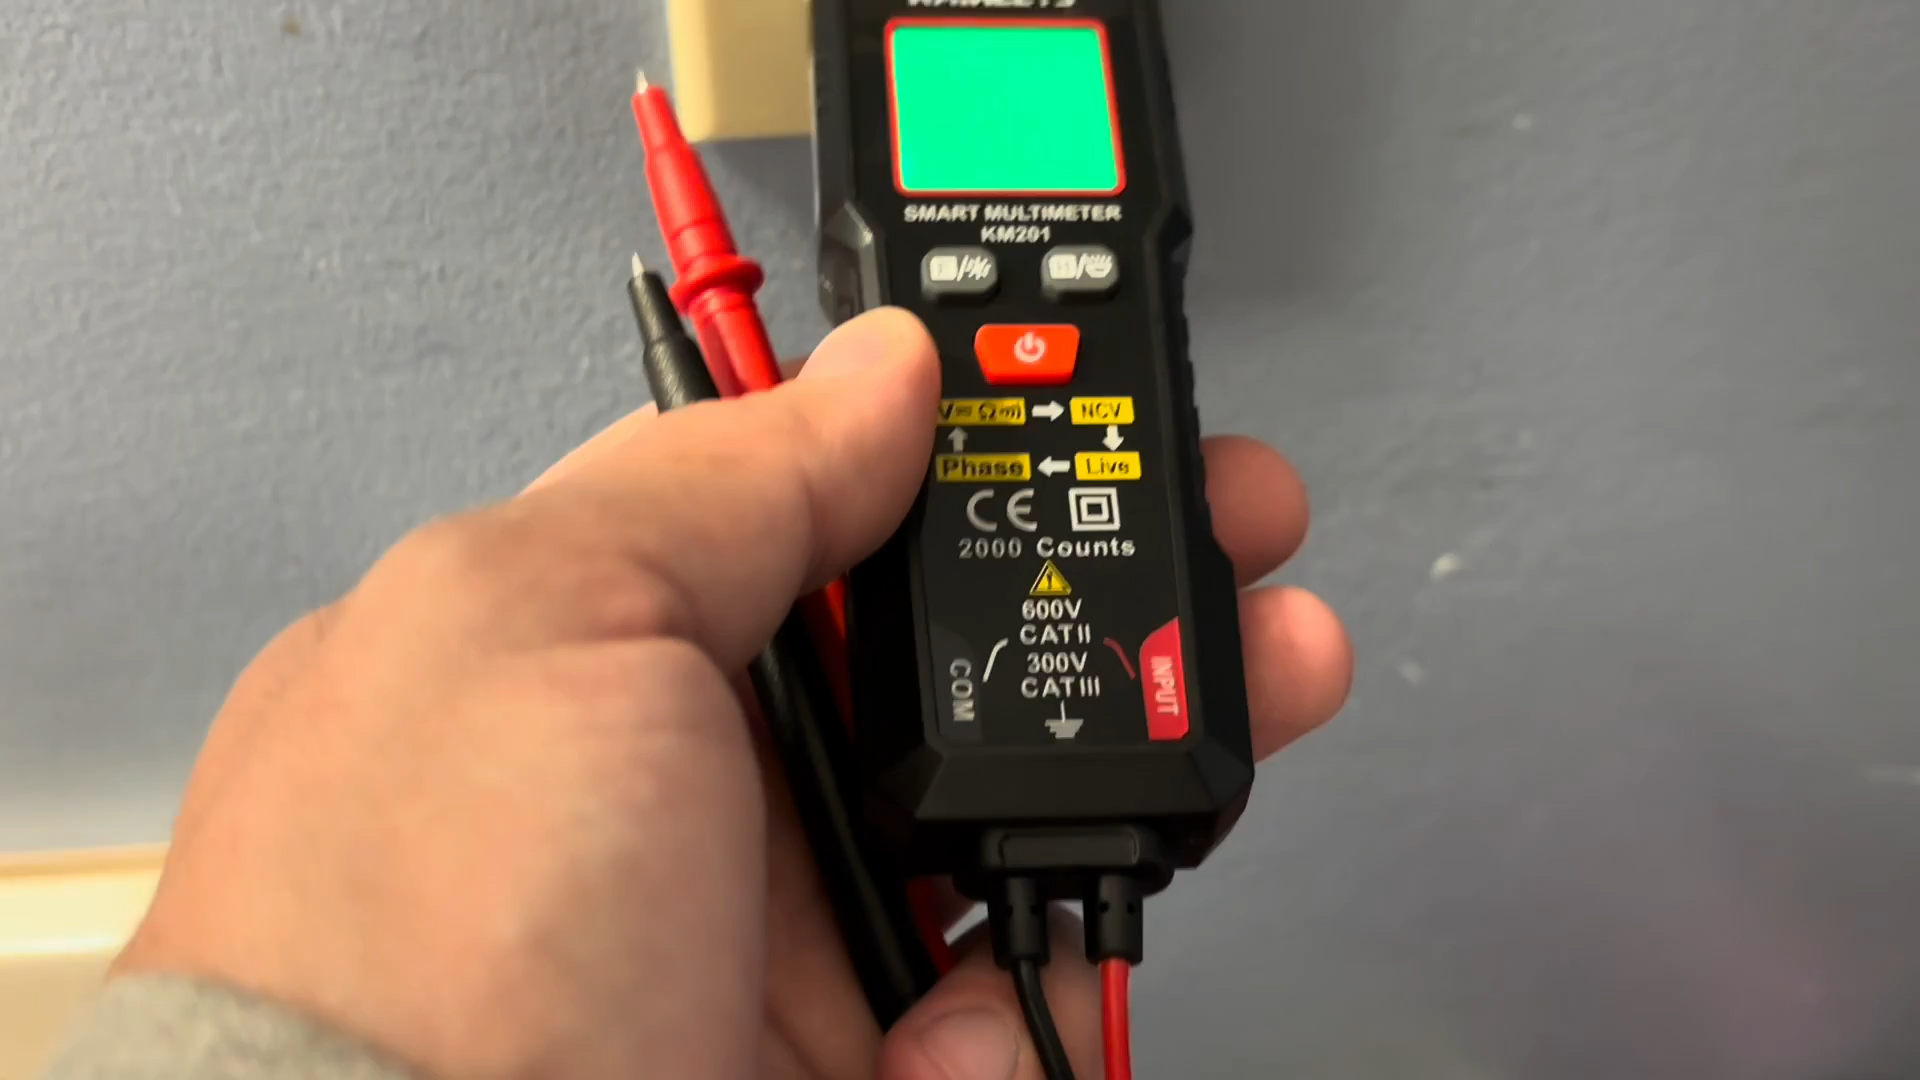 SMART MULTIMETER
KM201
V Ω NCV
Phase Live
CE
2000 Counts
600V
CAT II
300V
CAT III
COM
INPUT